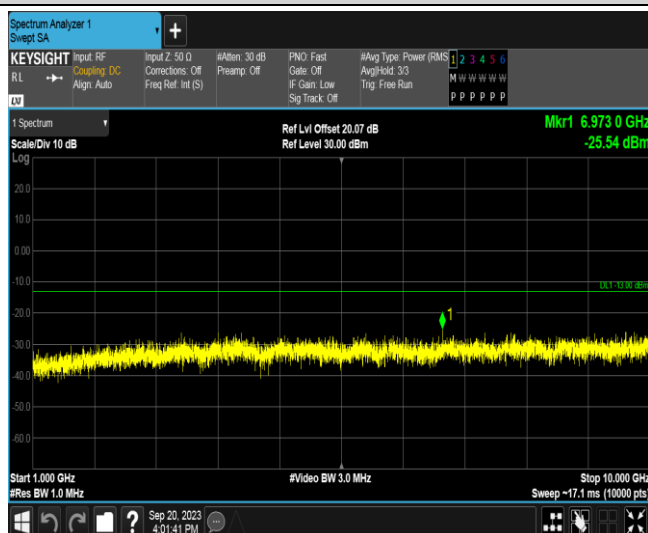 Spectrum Analyzer 1
Swept SA
+
KEYSIGHT
RL
LXI
Input: RF
Coupling: DC
Align: Auto
Input Z: 50 Ω
Corrections: Off
Freq Ref: Int (S)
#Atten: 30 dB
Preamp: Off
PNO: Fast
Gate: Off
IF Gain: Low
Sig Track: Off
#Avg Type: Power (RMS
Avg|Hold: 3/3
Trig: Free Run
1 2 3 4 5 6
M W W W W W
P P P P P P
1 Spectrum
Scale/Div 10 dB
Log
Ref Lvl Offset 20.07 dB
Ref Level 30.00 dBm
Mkr1 6.973 0 GHz
-25.54 dBm
20.0
10.0
0.00
-10.0
DL1 -13.00 dBm
1
-20.0
-30.0
-40.0
-50.0
-60.0
Start 1.000 GHz
#Res BW 1.0 MHz
#Video BW 3.0 MHz
Stop 10.000 GHz
Sweep ~17.1 ms (10000 pts)
?
Sep 20, 2023
4:01:41 PM